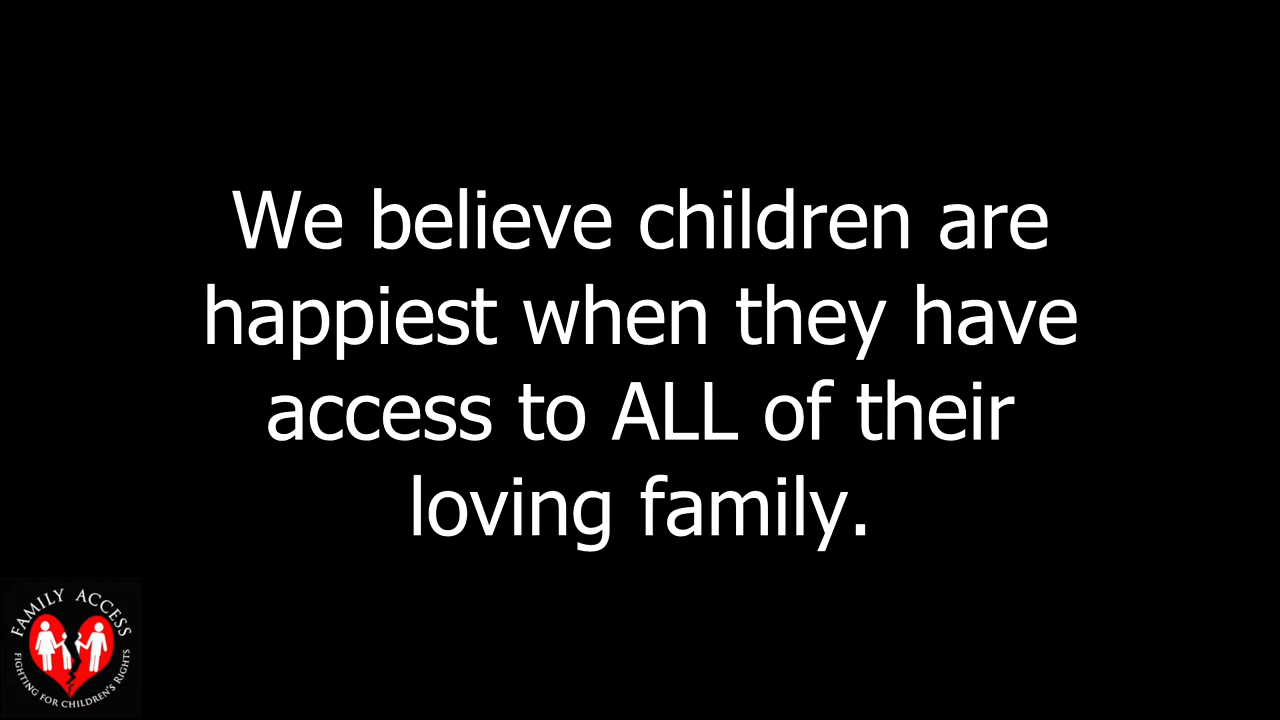 We believe children are
happiest when they have
access to ALL of their
loving family.
FAMILY ACCESS
FIGHTING FOR CHILDREN'S RIGHTS